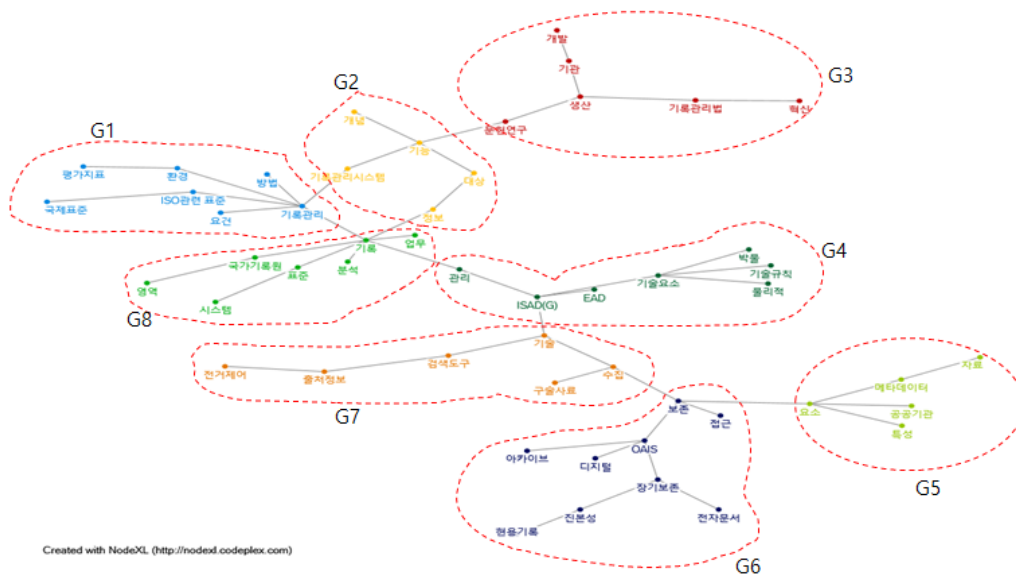 개발
기관
G3
G2
생산
기록관리법
혁신
개념
문헌연구
G1
기능
평가지표
환경
방법
기록관리시스템
대상
국제표준
ISO관련 표준
요건
기록관리
정보
기록
업무
박물
G4
국가기록원
표준
분석
관리
기술요소
기술규칙
물리적
영역
시스템
ISAD(G)
EAD
G8
기술
검색도구
전거제어
출처정보
수집
구술사료
자료
메타데이터
G7
보존
접근
요소
공공기관
특성
OAIS
아카이브
디지털
장기보존
G5
진본성
전자문서
현용기록
G6
Created with NodeXL (http://nodexl.codeplex.com)